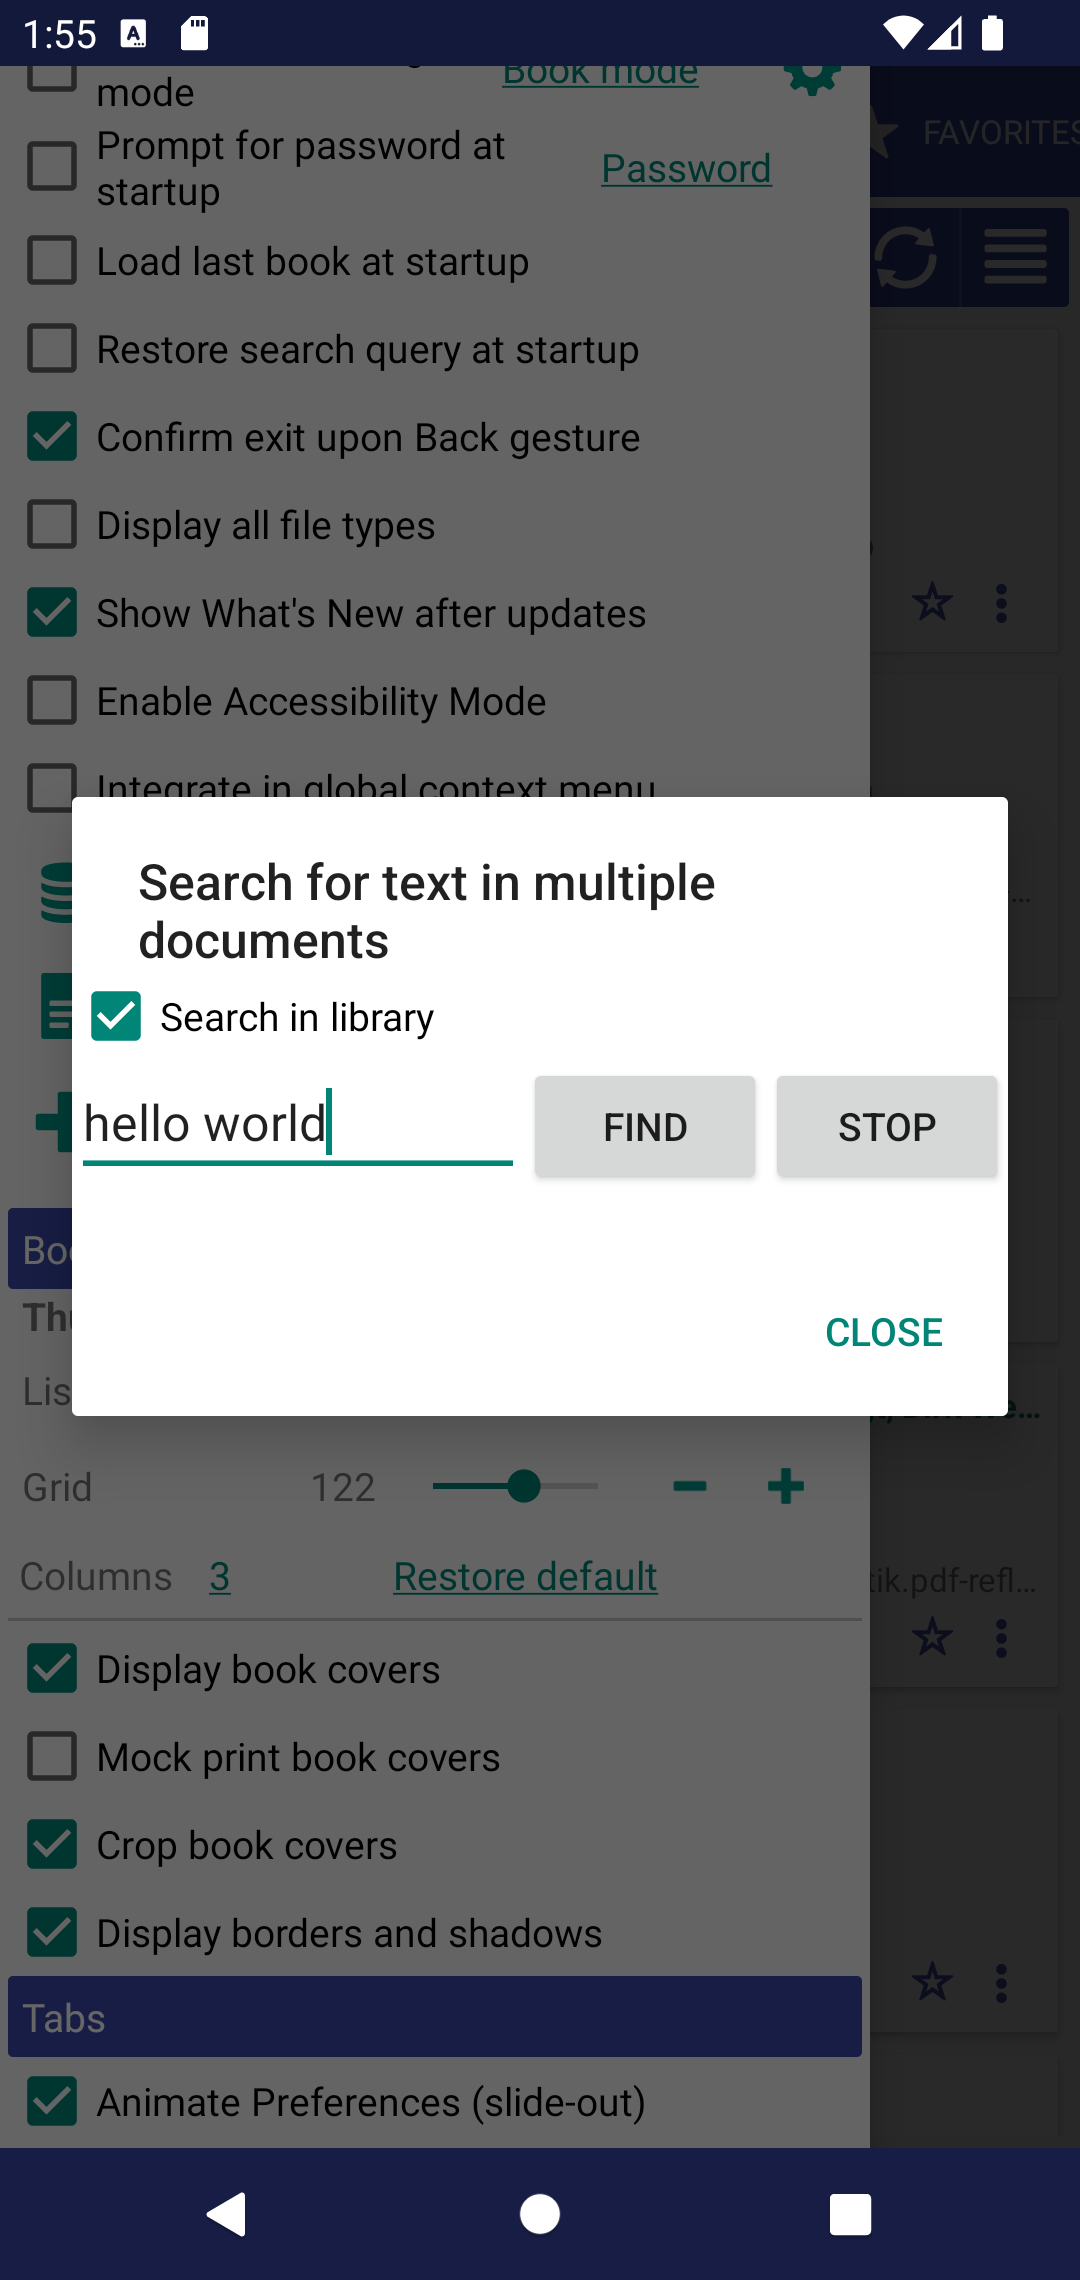 1:55
mode
Book mode
FAVORITES
Prompt for password at
startup
Password
Load last book at startup
Restore search query at startup
Confirm exit upon Back gesture
Display all file types
Show What's New after updates
Enable Accessibility Mode
Integrate in global context menu
Search for text in multiple
documents
Search in library
hello world
FIND
STOP
CLOSE
Grid
122
Columns
3
Restore default
tik.pdf-refl...
Display book covers
Mock print book covers
Crop book covers
Display borders and shadows
Tabs
Animate Preferences (slide-out)